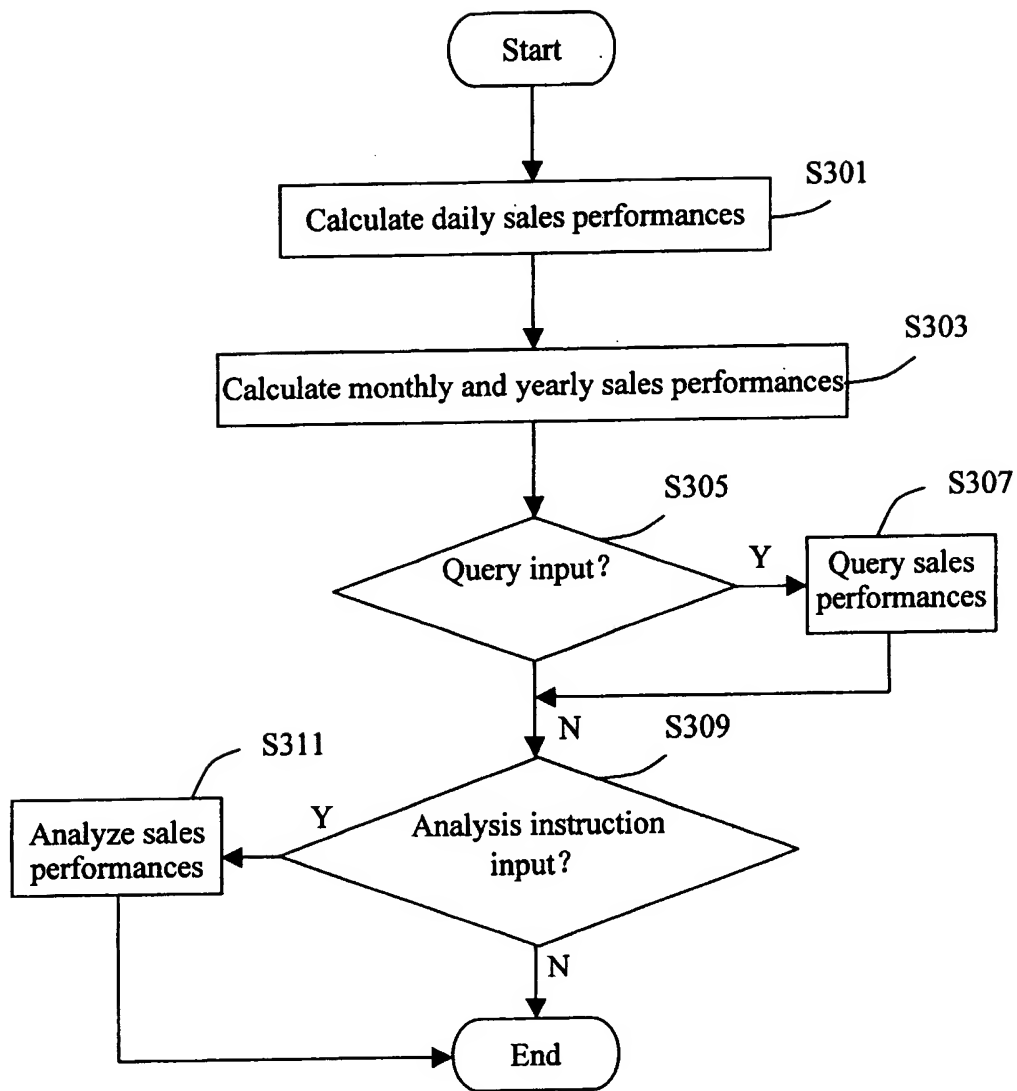 Start
S301
Calculate daily sales performances
S303
Calculate monthly and yearly sales performances
S305
S307
Query input?
Y
Query sales
performances
N
S309
S311
Y
Analyze sales
performances
Analysis instruction
input?
N
End